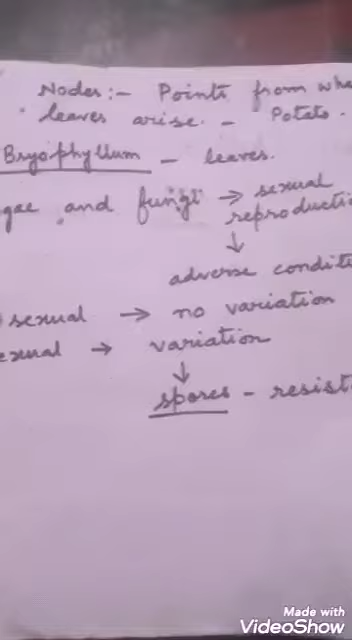 Nodes:- Points from whe
leaves arise. - Potato.
Bryophyllum - leaves.
gae and fungi → sexual
reproducti
↓
adverse conditi
sexual → no variation
exual → variation
↓
spores - resist
Made with
VideoShow